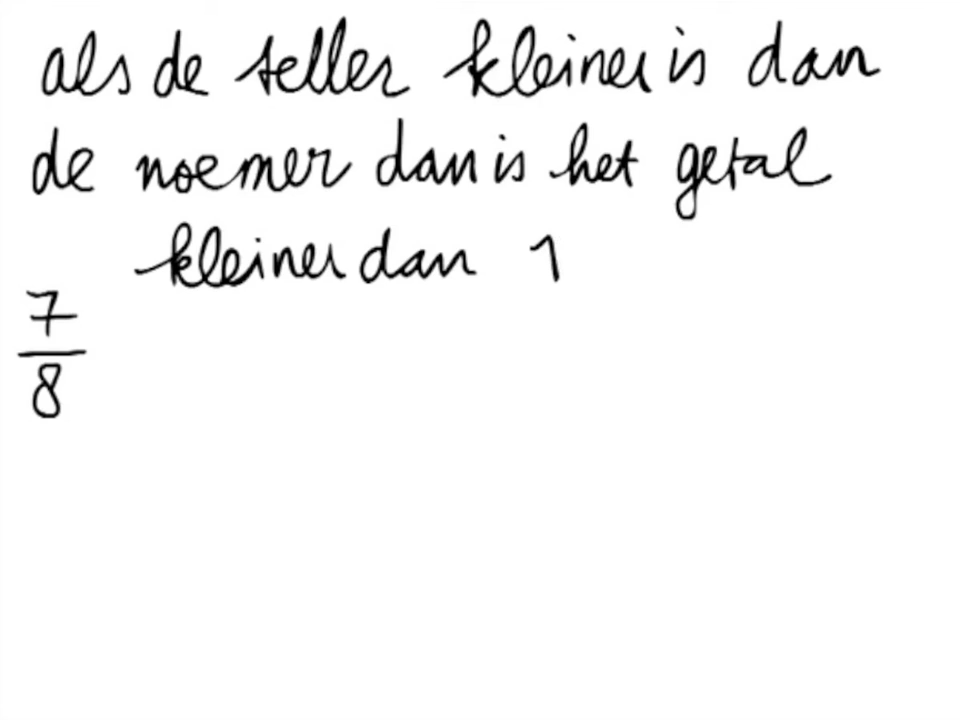 als de teller kleiner is dan
de noemer dan is het getal
kleiner dan 1
7
8